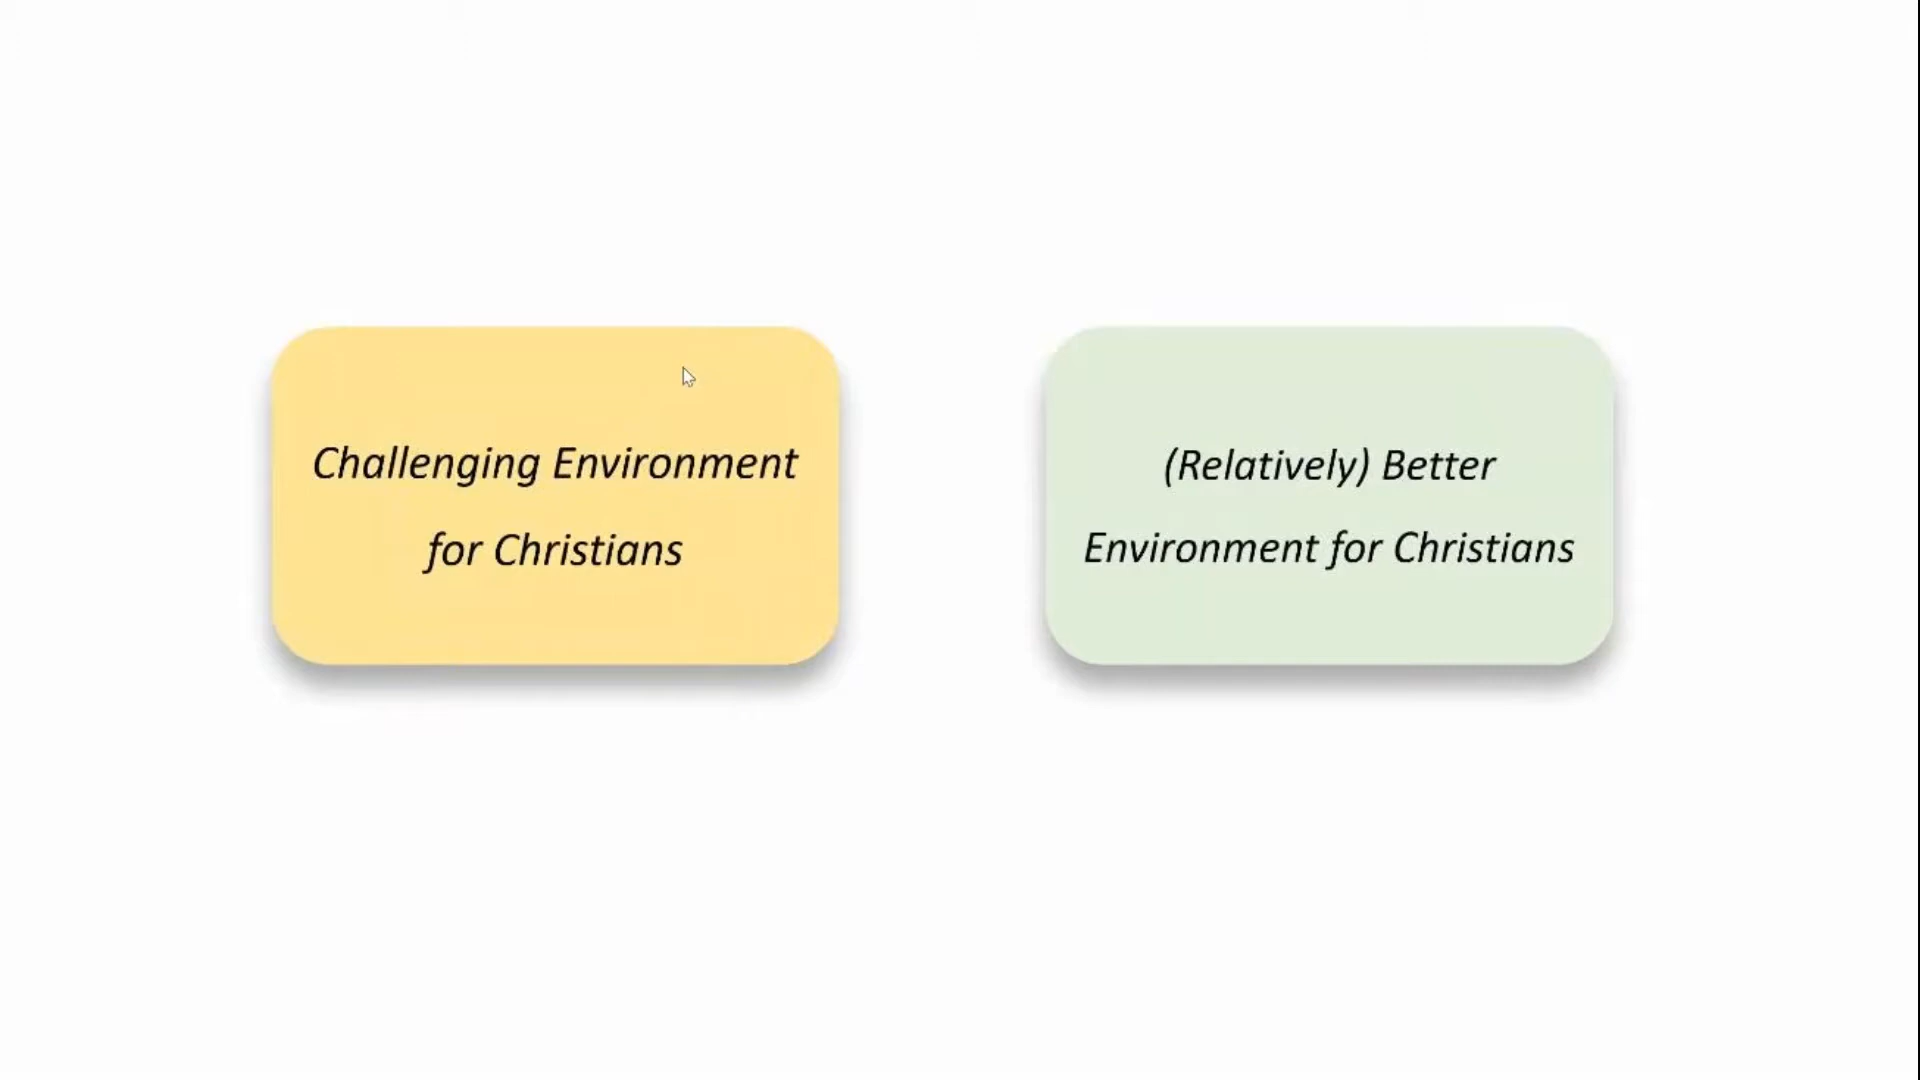 Challenging Environment
for Christians
(Relatively) Better
Environment for Christians